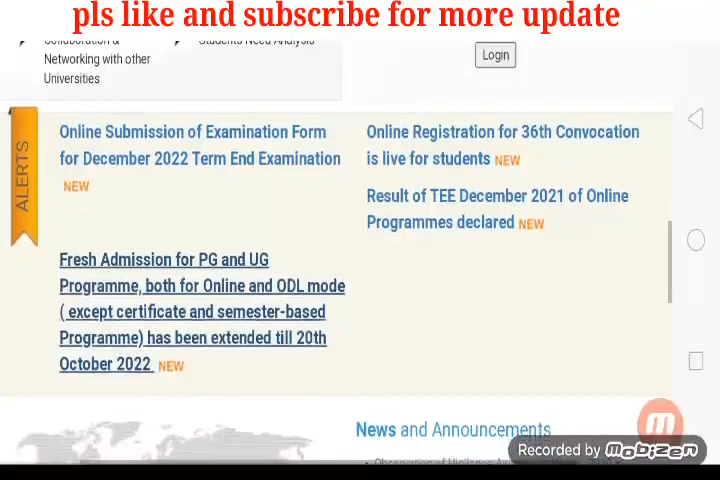 pls like and subscribe for more update
Collaboration &
Networking with other
Universities
Students Need Analysis
Login
ALERTS
Online Submission of Examination Form
for December 2022 Term End Examination
NEW
Fresh Admission for PG and UG
Programme, both for Online and ODL mode
( except certificate and semester-based
Programme) has been extended till 20th
October 2022 NEW
Online Registration for 36th Convocation
is live for students NEW
Result of TEE December 2021 of Online
Programmes declared NEW
News and Announcements
Recorded by Mobizen